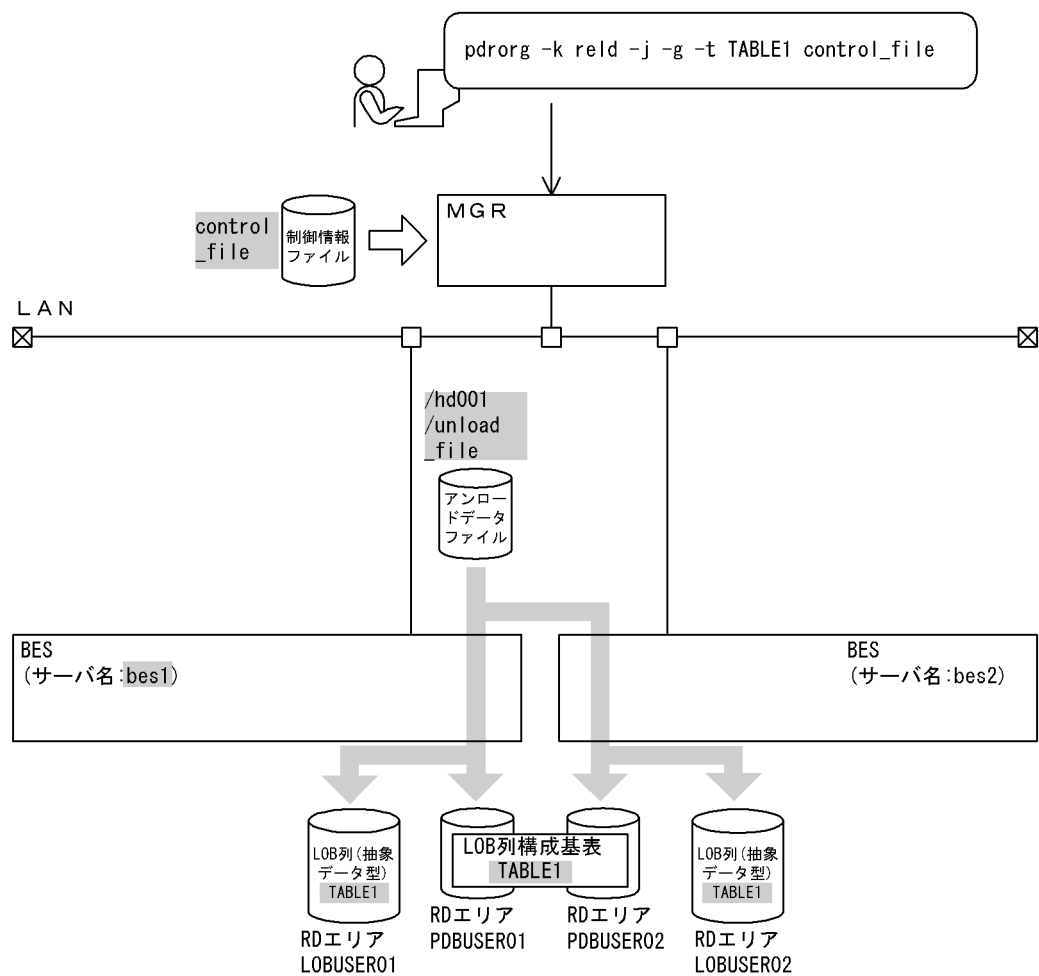 pdrorg -k reld -j -g -t TABLE1 control_file
MGR
control
_file
制御情報
ファイル
LAN
/hd001
/unload
_file
アンロー
ドデータ
ファイル
BES
(サーバ名:bes1)
BES
(サーバ名:bes2)
LOB列(抽象
データ型)
TABLE1
LOB列構成基表
TABLE1
LOB列(抽象
データ型)
TABLE1
RDエリア
LOBUSER01
RDエリア
PDBUSER01
RDエリア
PDBUSER02
RDエリア
LOBUSER02